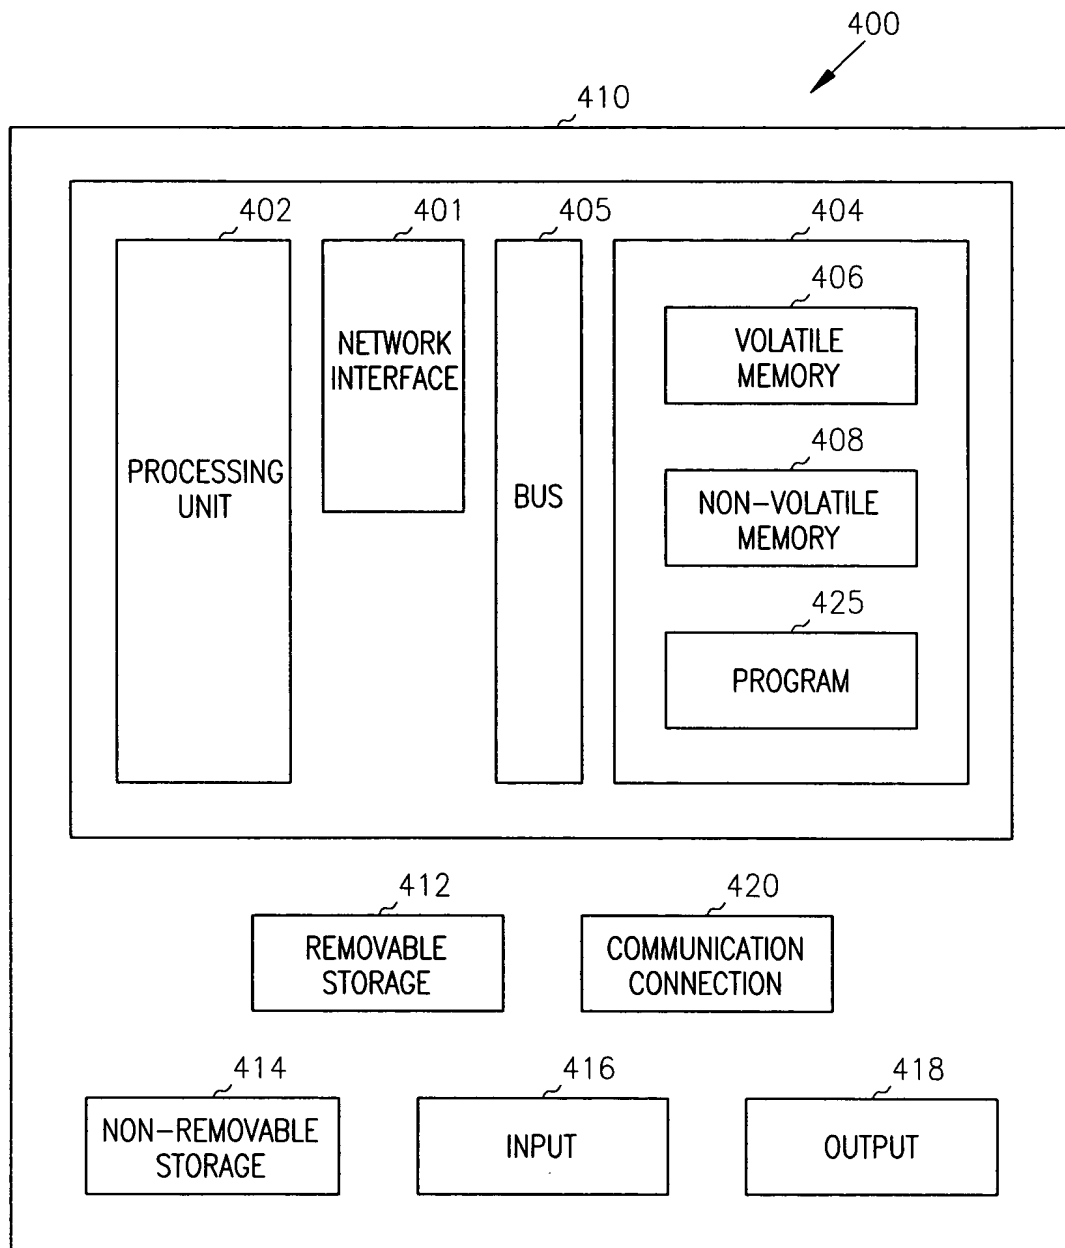 400
410
402
401
405
404
406
VOLATILE
MEMORY
NETWORK
INTERFACE
408
PROCESSING
UNIT
BUS
NON-VOLATILE
MEMORY
425
PROGRAM
412
420
REMOVABLE
STORAGE
COMMUNICATION
CONNECTION
414
416
418
NON-REMOVABLE
STORAGE
INPUT
OUTPUT